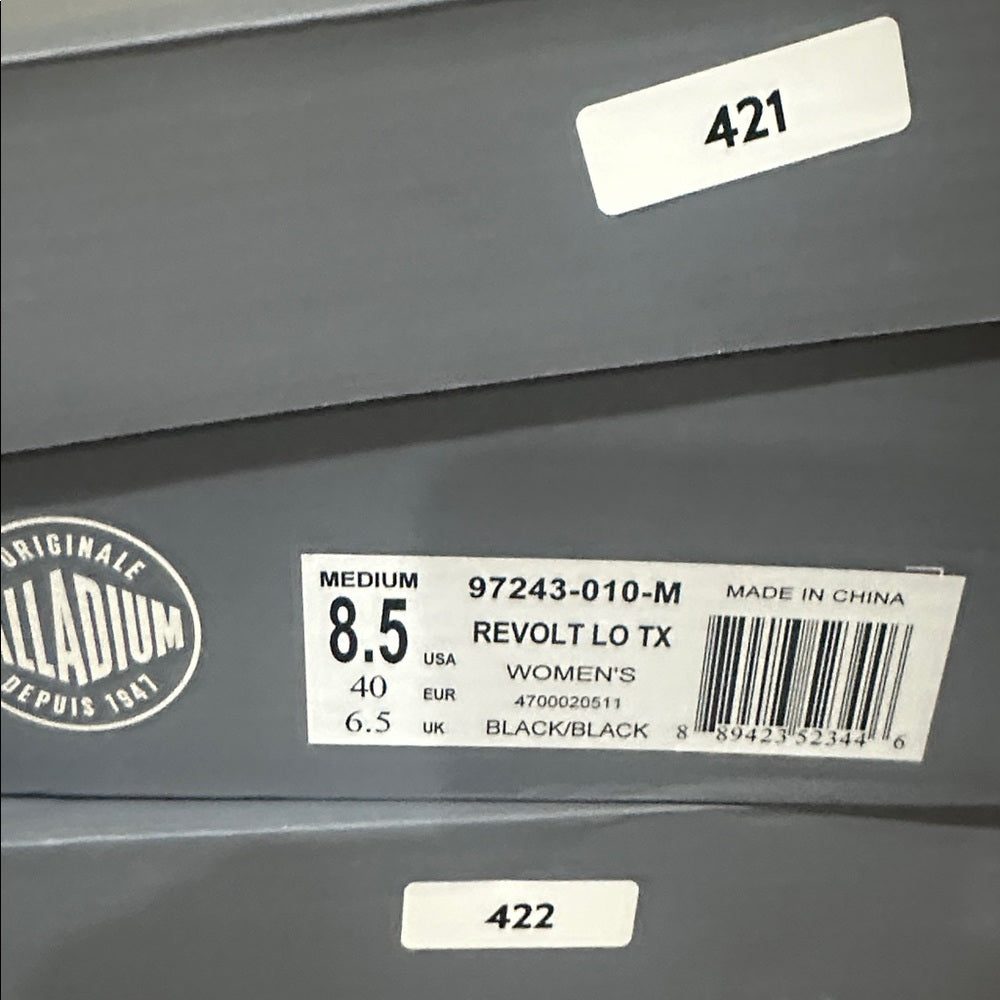 421
ORIGINALE
PALLADIUM
DEPUIS 1947
MEDIUM
8.5 USA
40 EUR
6.5 UK
97243-010-M
REVOLT LO TX
WOMEN'S
4700020511
BLACK/BLACK
MADE IN CHINA
8 89423 52344 6
422